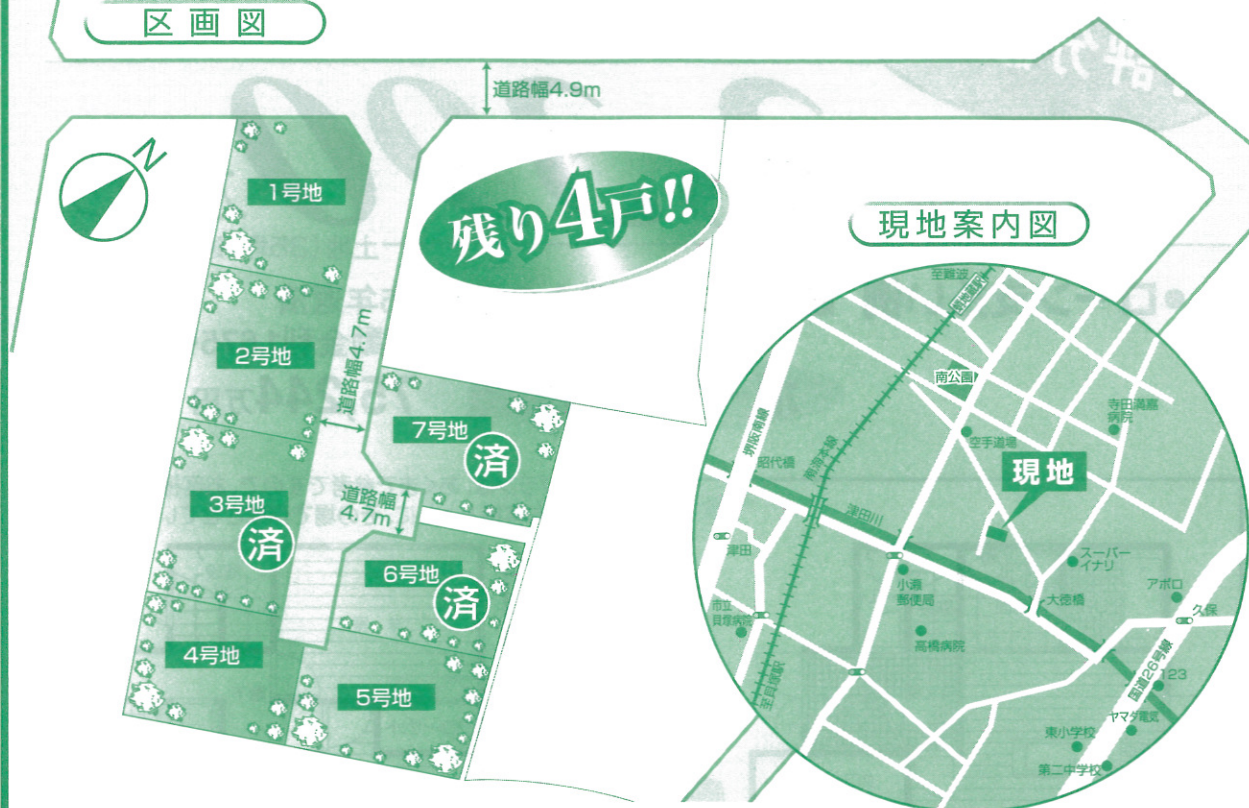 区画図
道路幅4.9m
N
1号地
残り4戸!!
2号地
道路幅4.7m
3号地
済
7号地
済
道路幅
4.7m
6号地
済
4号地
5号地
現地案内図
至難波
南公園
寺田萬寿
病院
堺阪南線
南海本線
空手道場
昭代橋
現地
津田川
津田
スーパー
イナリ
小瀬
郵便局
アポロ
大徳橋
久保
市立
貝塚病院
高橋病院
国道26号線
123
至貝塚駅
ヤマダ電気
東小学校
第二中学校